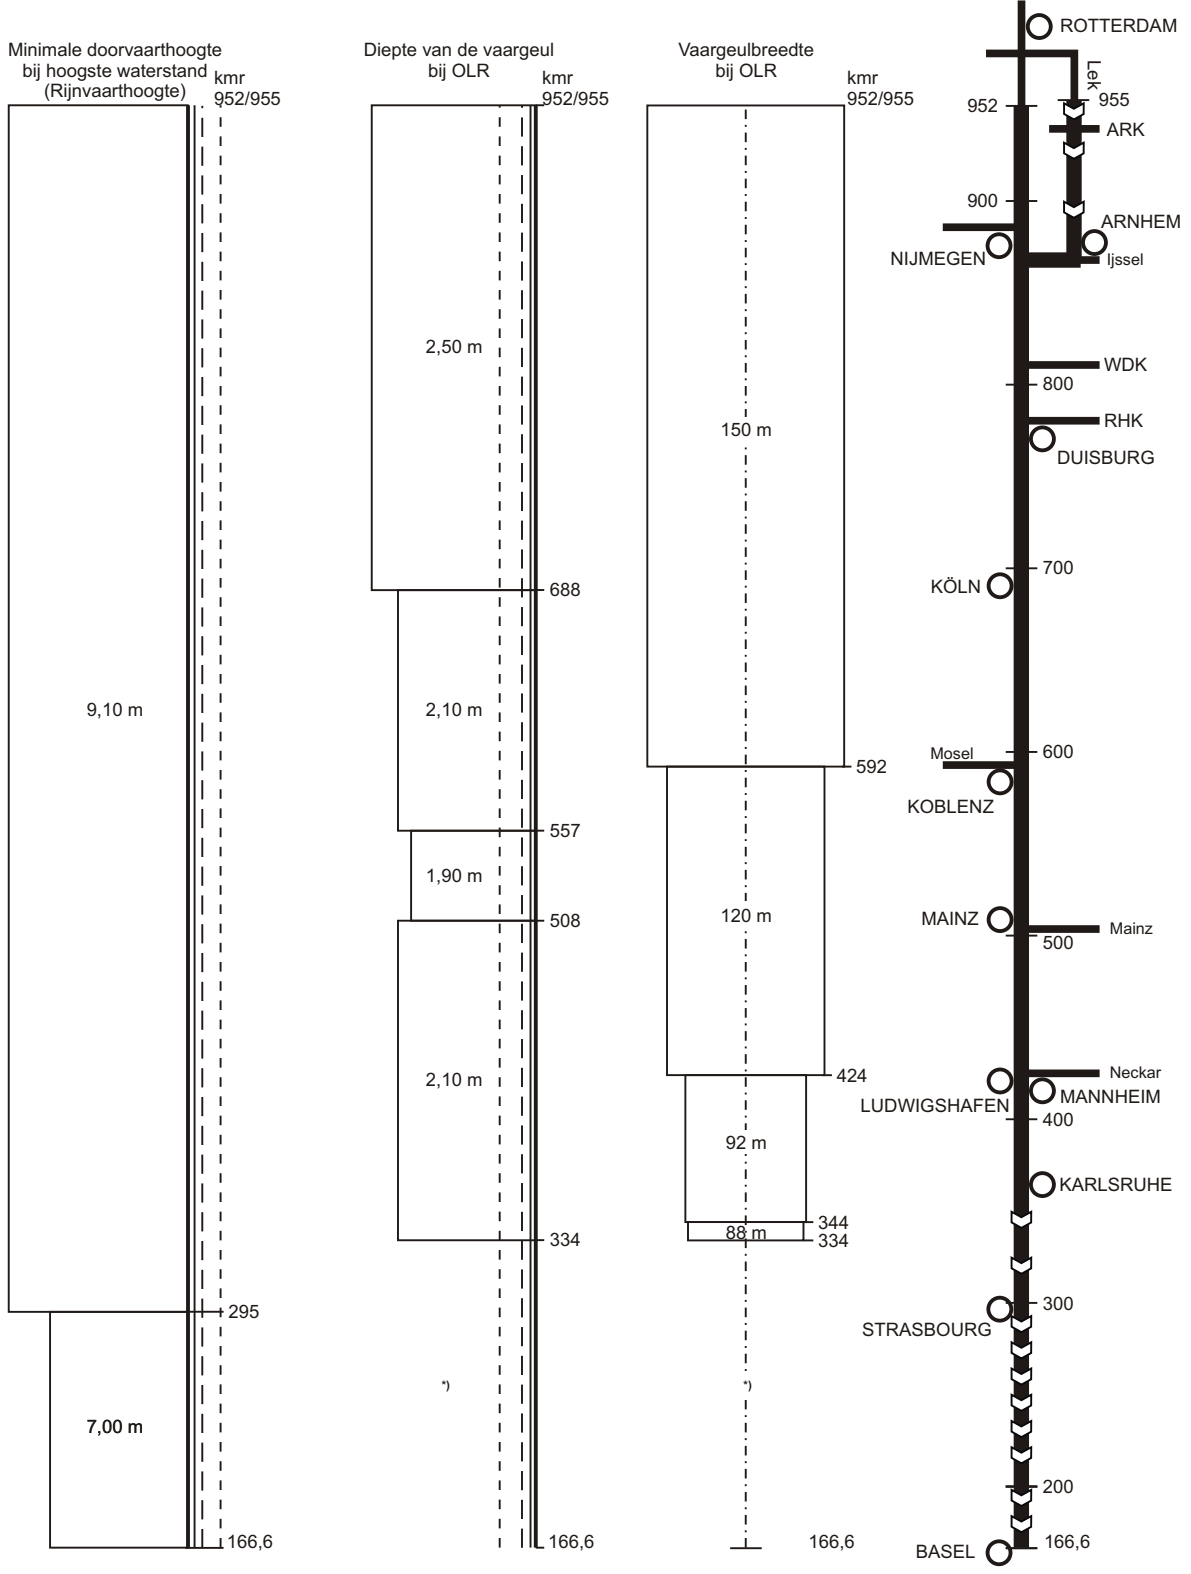 Minimale doorvaarthoogte
bij hoogste waterstand
(Rijnvaarthoogte)
kmr
952/955
9,10 m
295
7,00 m
166,6
Diepte van de vaargeul
bij OLR
kmr
952/955
2,50 m
688
2,10 m
557
1,90 m
508
2,10 m
334
*)
166,6
Vaargeulbreedte
bij OLR
kmr
952/955
150 m
592
120 m
424
92 m
344
88 m
334
*)
166,6
ROTTERDAM
Lek
952
955
ARK
900
ARNHEM
NIJMEGEN
Ijssel
WDK
800
RHK
DUISBURG
700
KÖLN
Mosel
600
KOBLENZ
MAINZ
Mainz
500
Neckar
LUDWIGSHAFEN
MANNHEIM
400
KARLSRUHE
300
STRASBOURG
200
BASEL
166,6